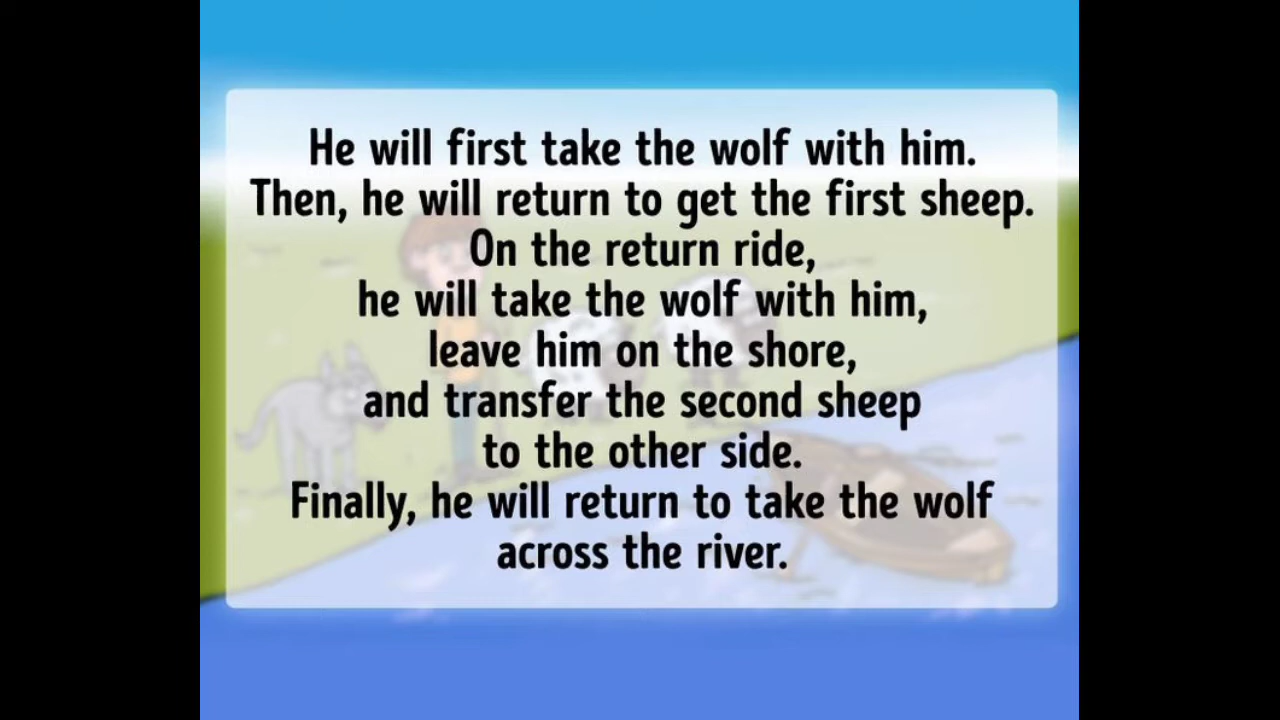 He will first take the wolf with him.
Then, he will return to get the first sheep.
On the return ride,
he will take the wolf with him,
leave him on the shore,
and transfer the second sheep
to the other side.
Finally, he will return to take the wolf
across the river.